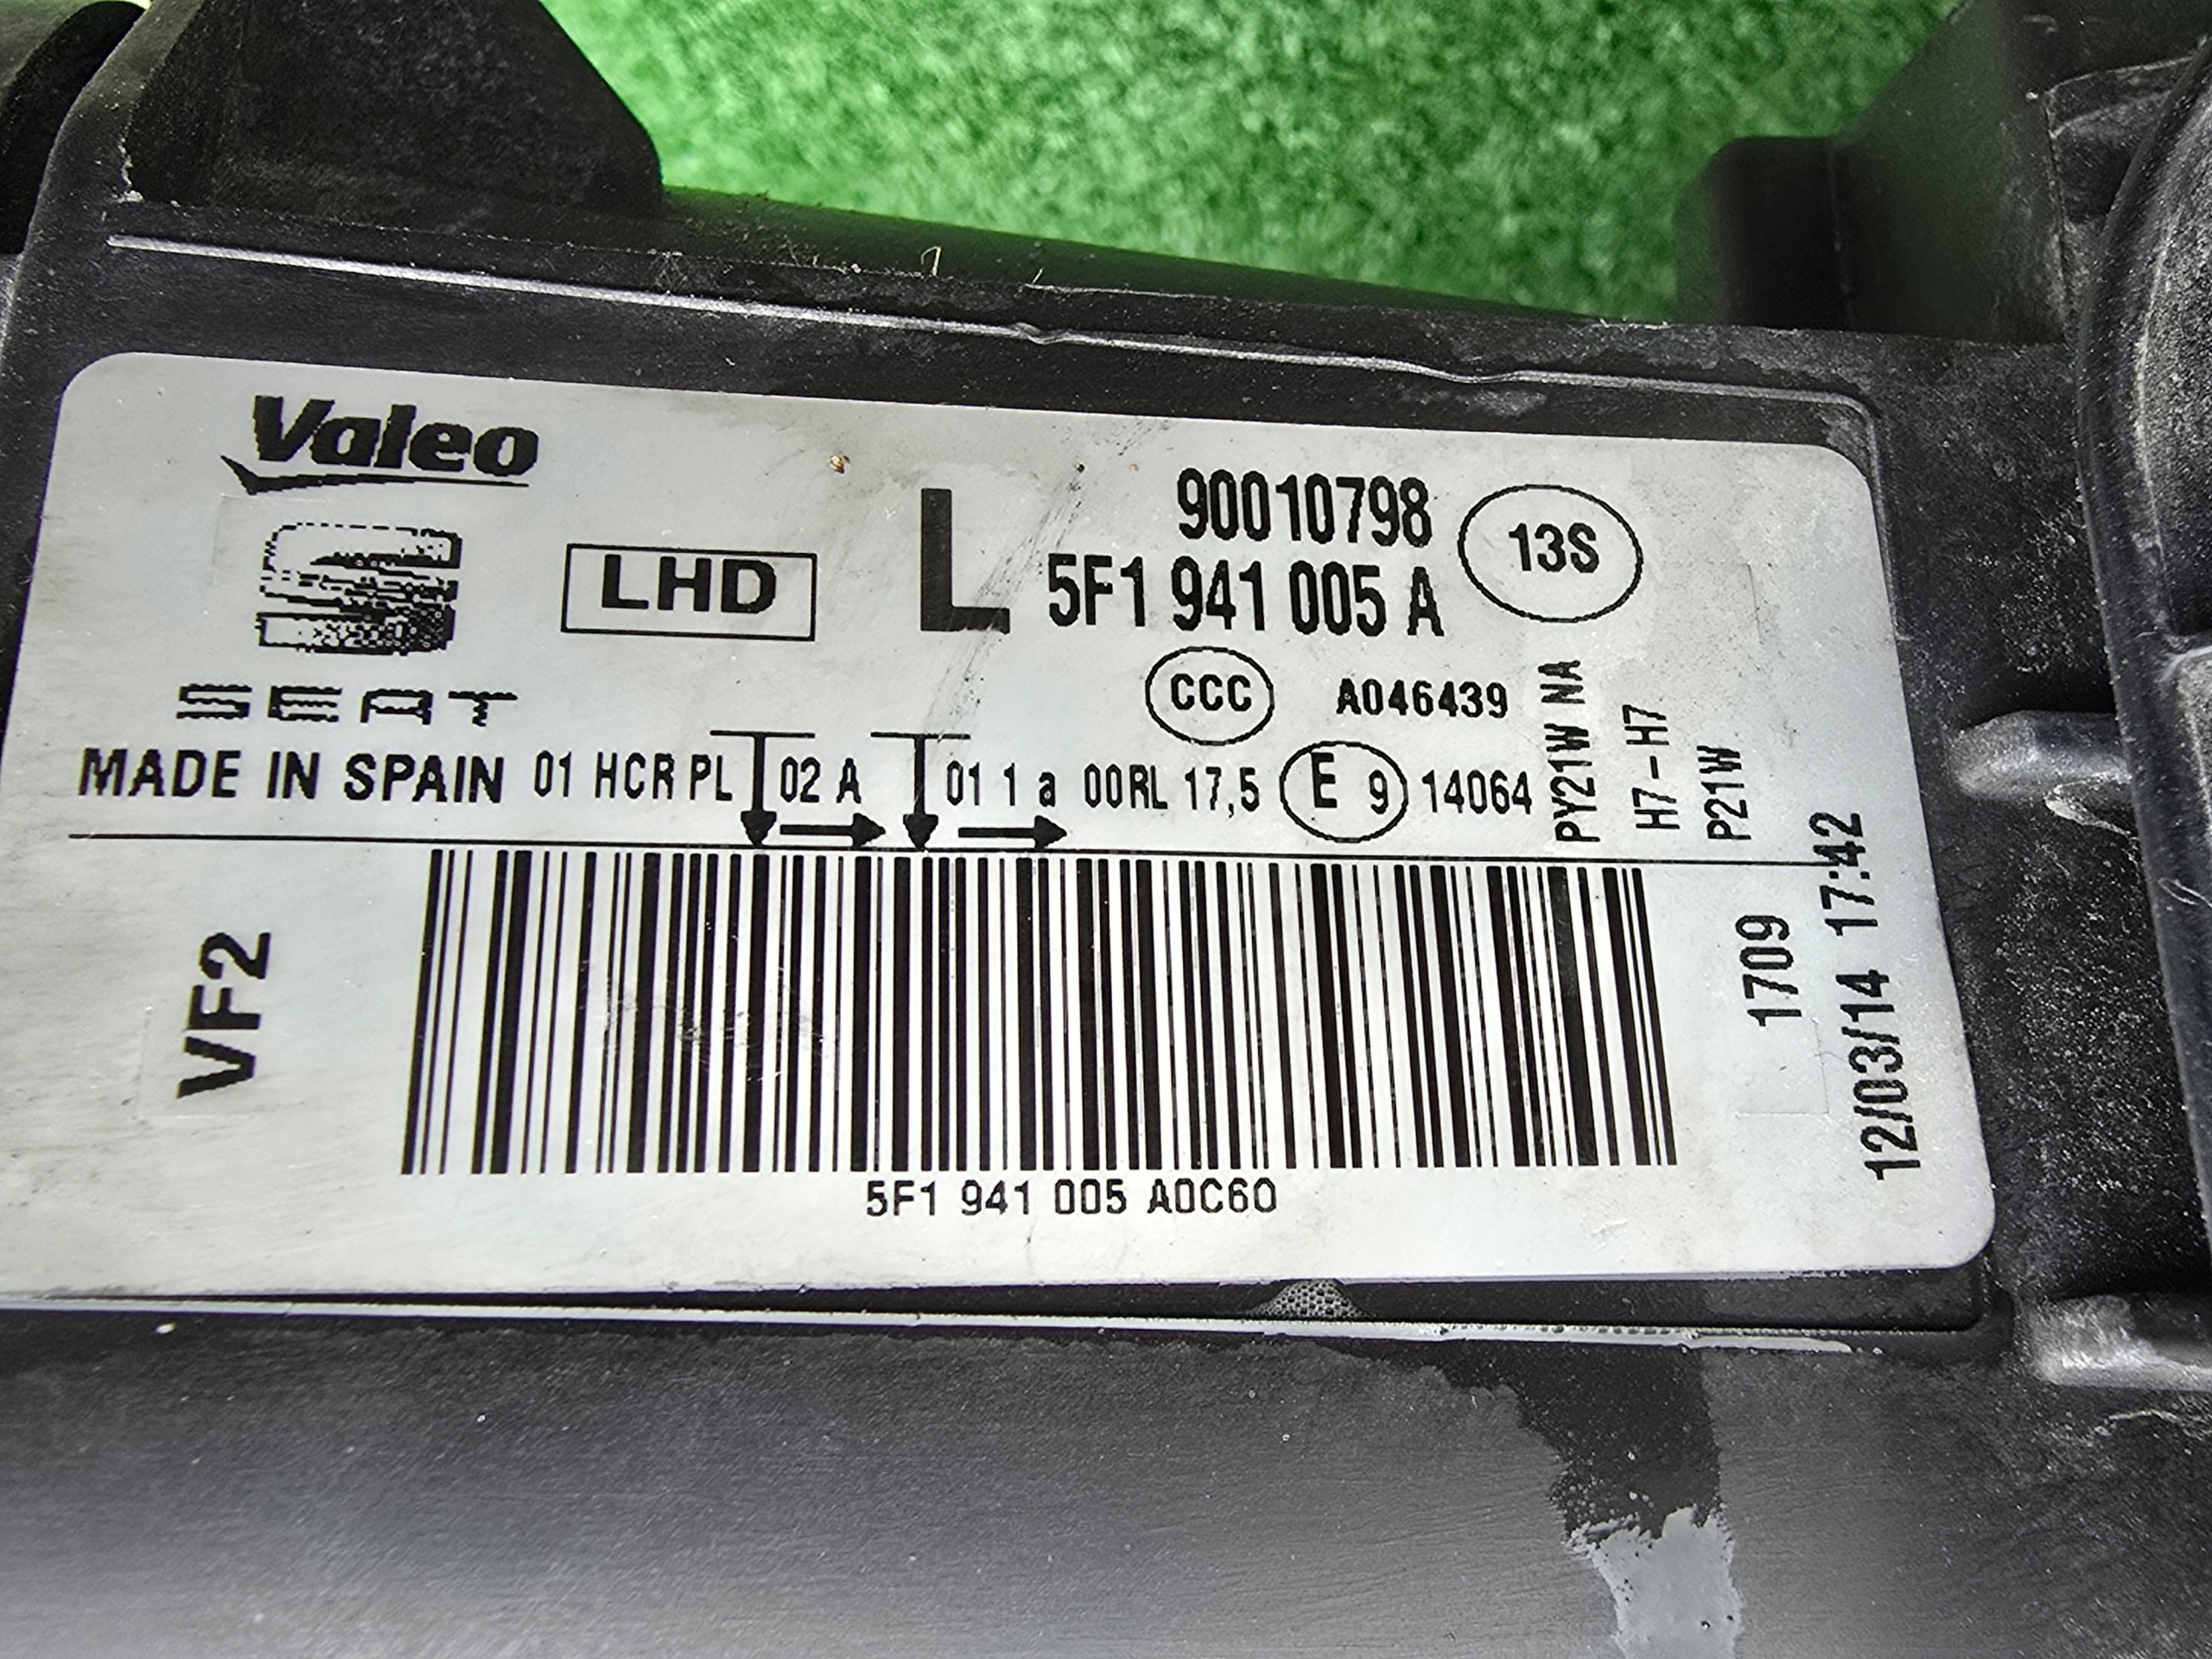 Valeo
SEAT
LHD
L
90010798
5F1 941 005 A
13S
CCC
A046439
MADE IN SPAIN 01 HCR PL 02 A 01 1 a 00RL 17,5 E 9 14064
PY21W NA
H7-H7
P21W
VF2
1709
12/03/14 17:42
5F1 941 005 A0C60